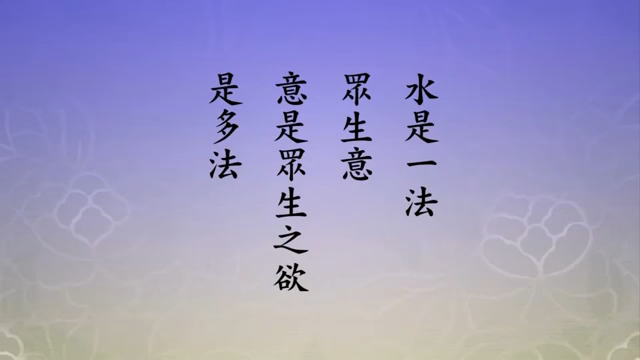 水是一法
眾生意
意是眾生之欲
是多法